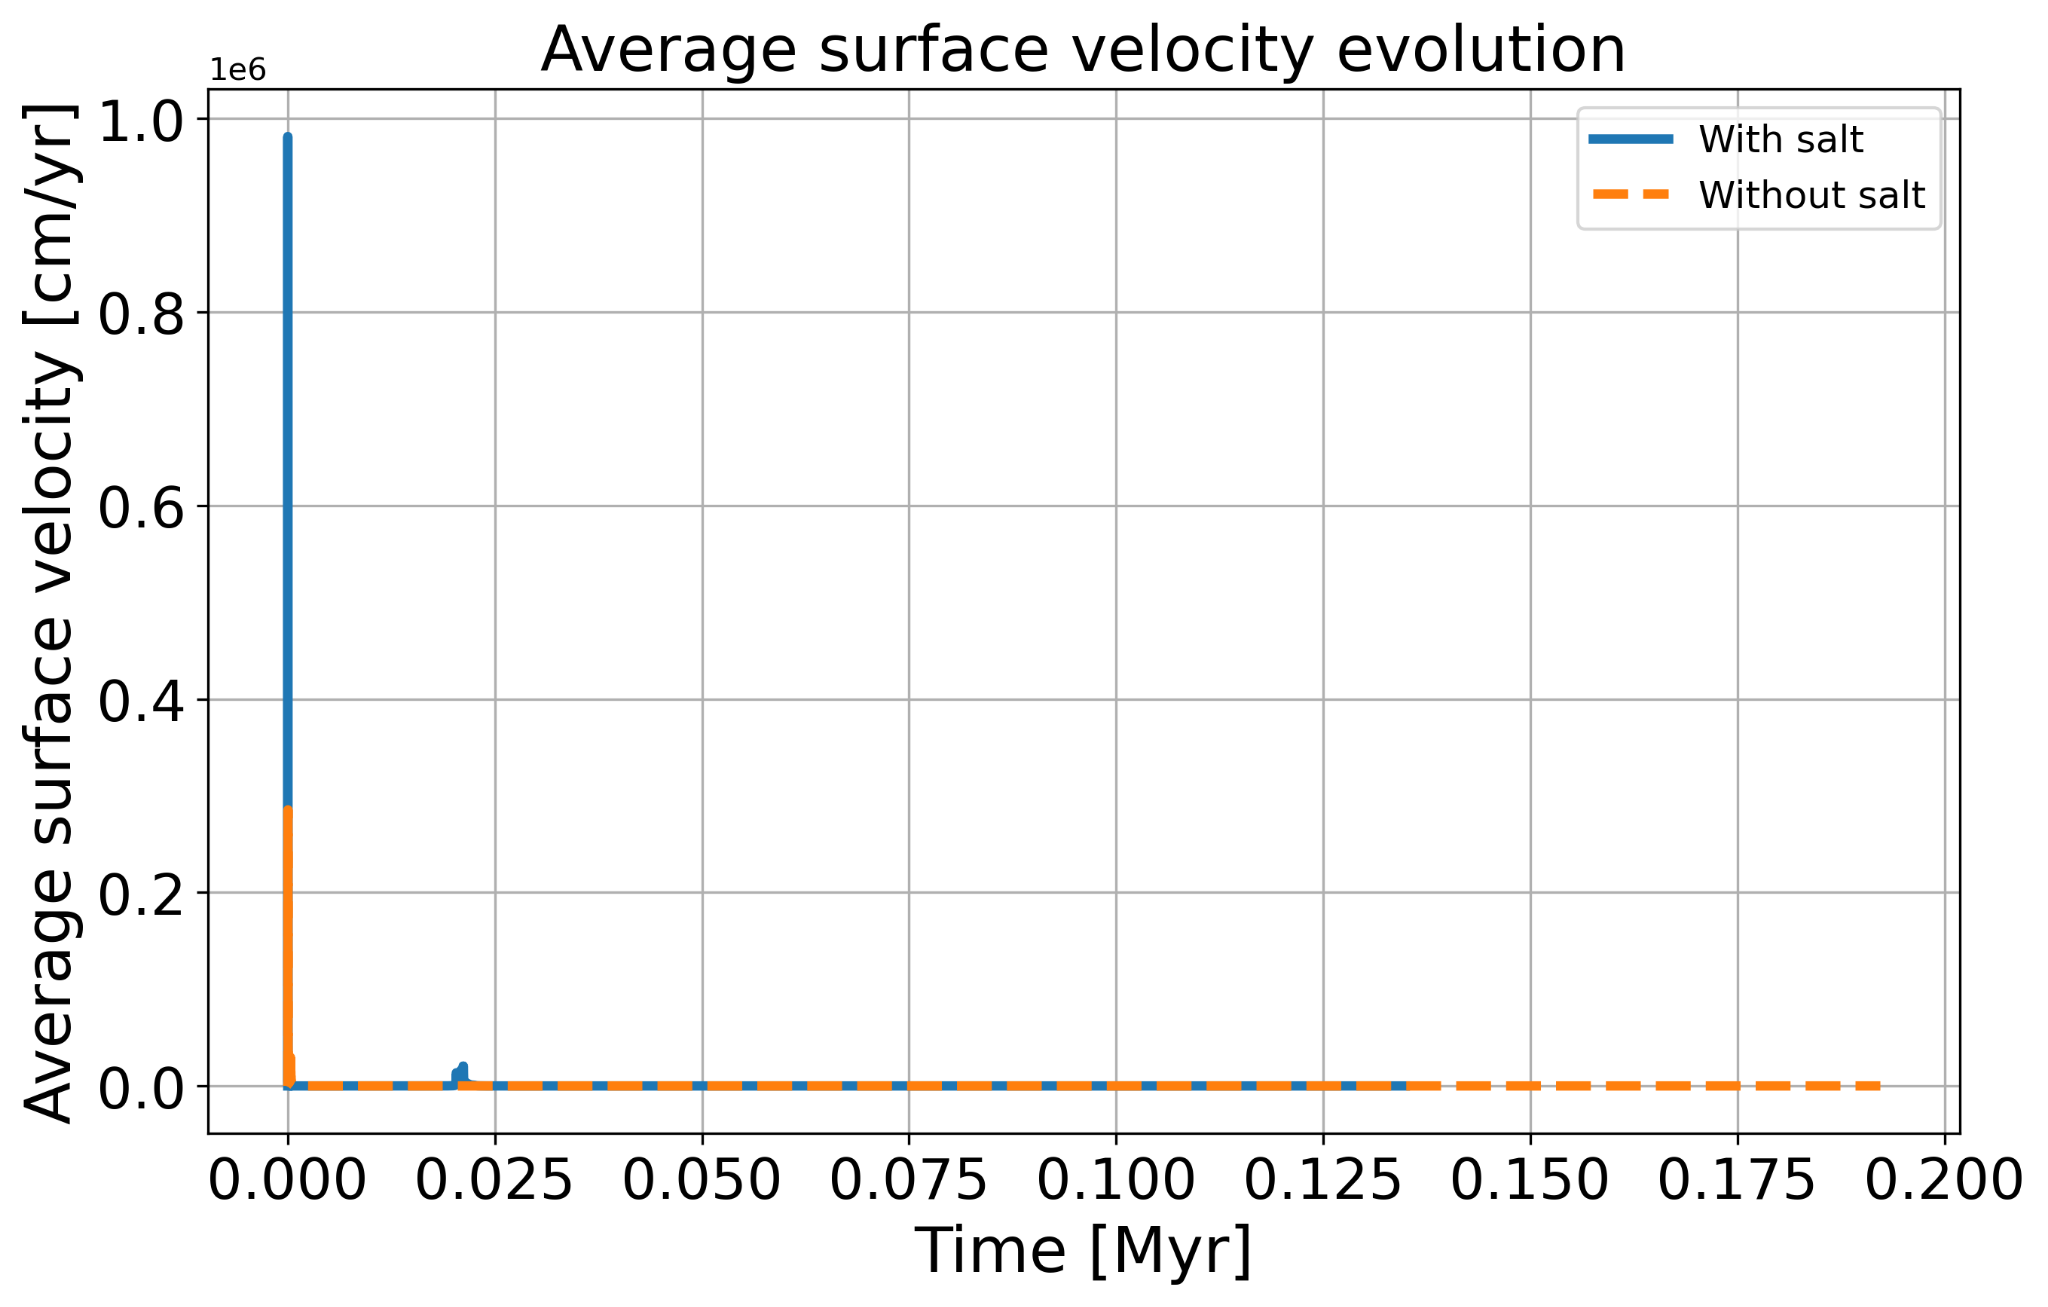 Average surface velocity evolution
1e6
1.0
0.8
0.6
0.4
0.2
0.0
Average surface velocity [cm/yr]
With salt
Without salt
0.000 0.025 0.050 0.075 0.100 0.125 0.150 0.175 0.200
Time [Myr]